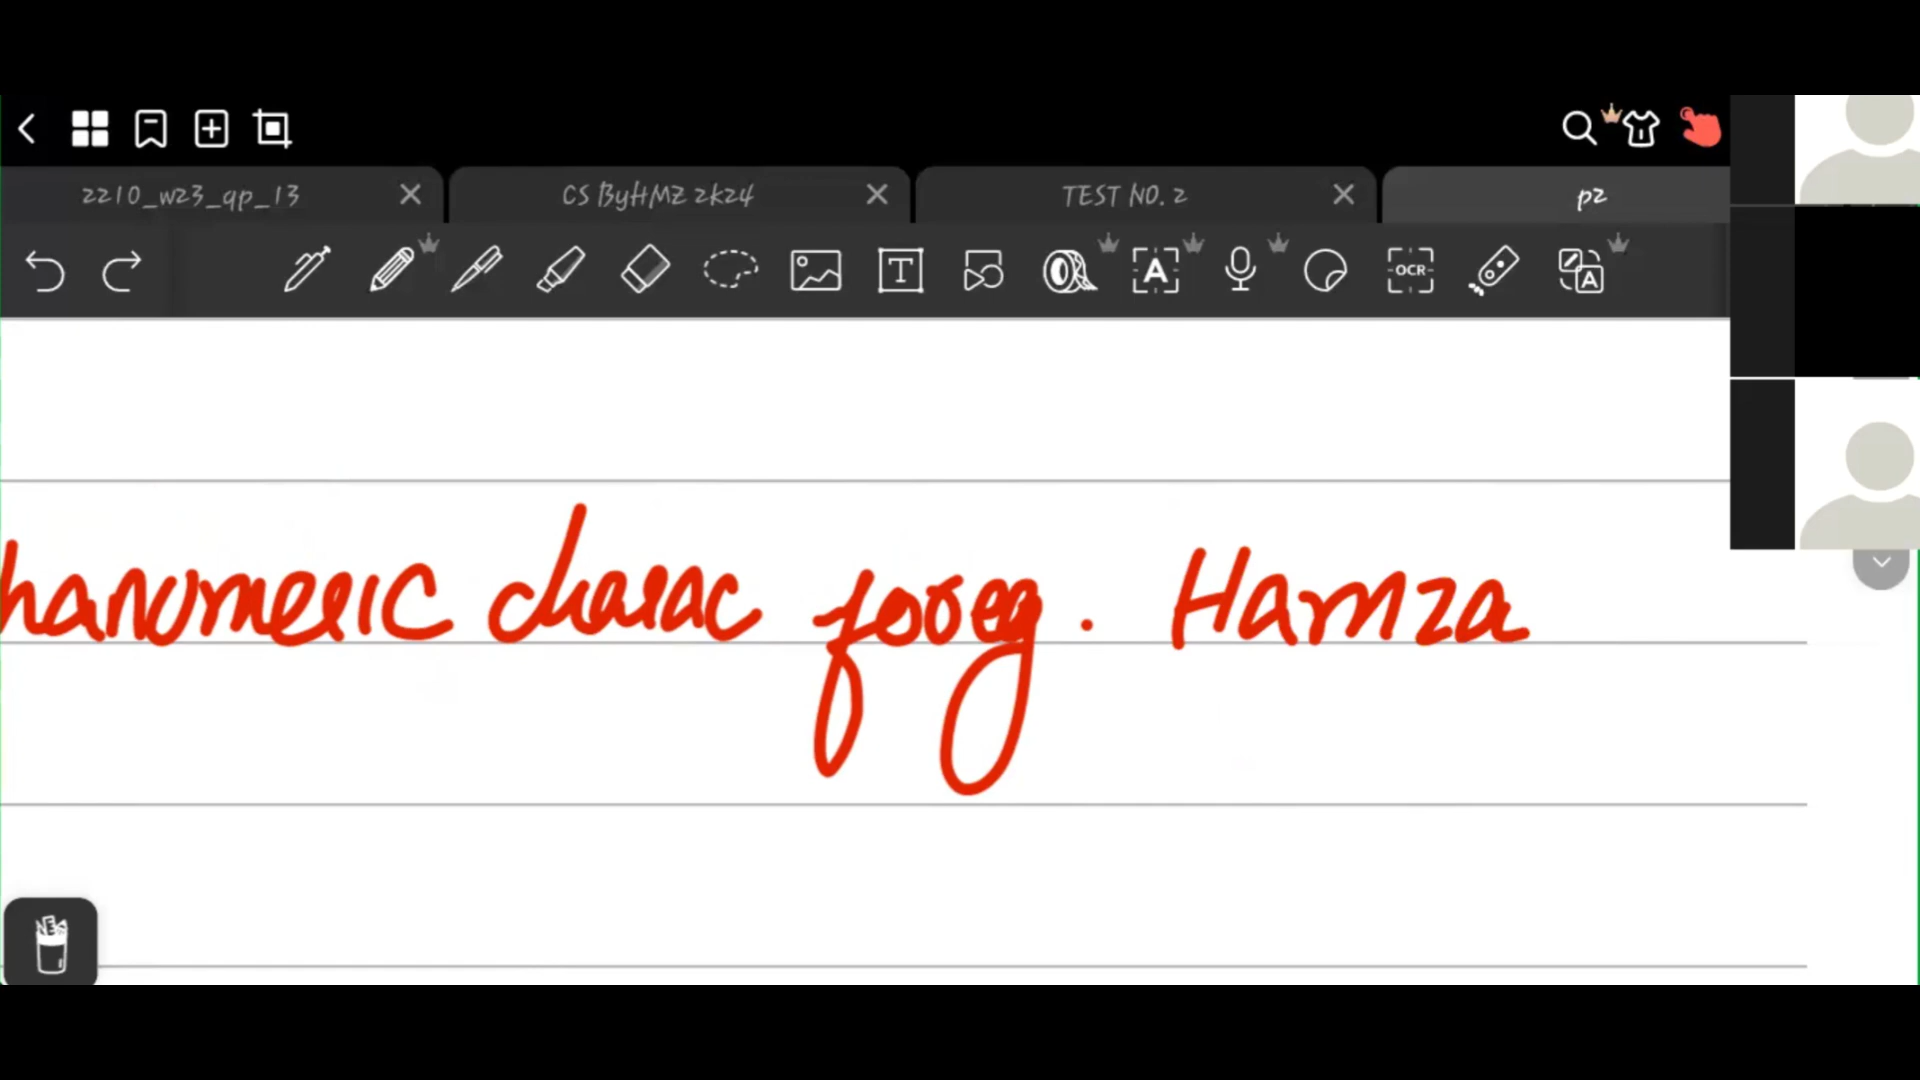 2210_w23_qp_13
CS ByHMZ 2k24
TEST NO. 2
p2
T
A
OCR
A
hanumeric charac for eg. Hamza